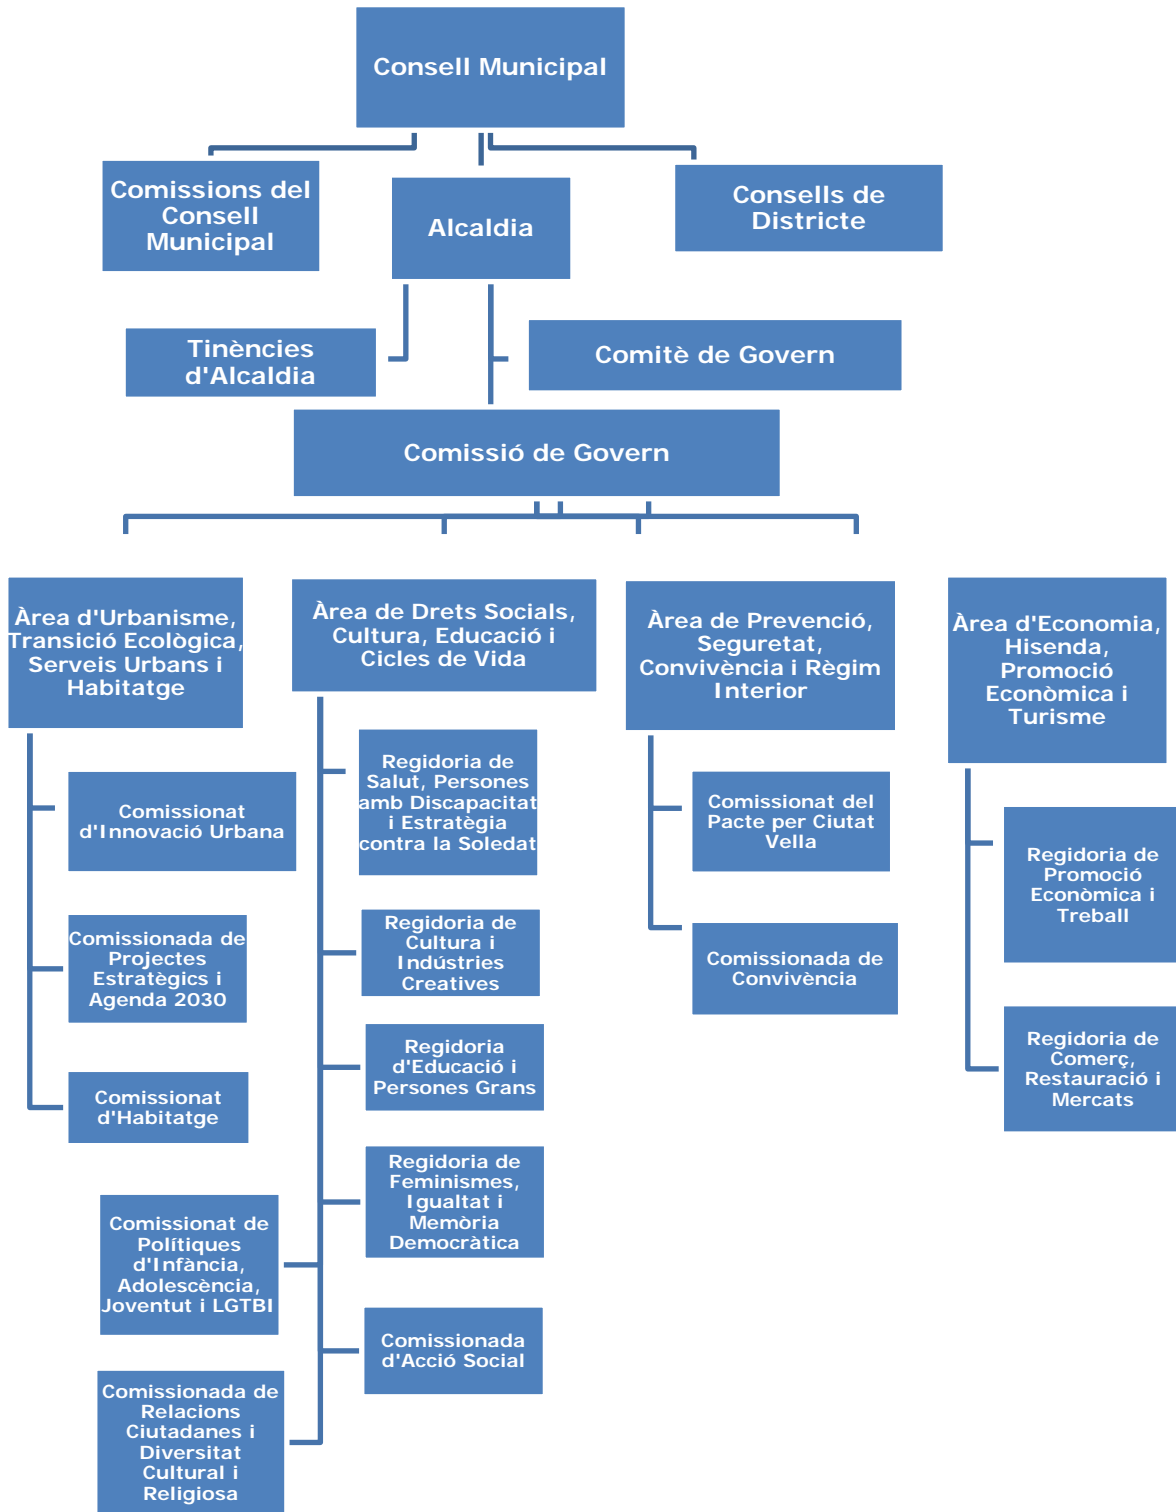 Consell Municipal
Comissions del
Consell
Municipal
Alcaldia
Consells de
Districte
Tinències
d'Alcaldia
Comitè de Govern
Comissió de Govern
Àrea d'Urbanisme,
Transició Ecològica,
Serveis Urbans i
Habitatge
Comissionat
d'Innovació Urbana
Comissionada de
Projectes
Estratègics i
Agenda 2030
Comissionat
d'Habitatge
Àrea de Drets Socials,
Cultura, Educació i
Cicles de Vida
Regidoria de
Salut, Persones
amb Discapacitat
i Estratègia
contra la Soledat
Regidoria de
Cultura i
Indústries
Creatives
Regidoria
d'Educació i
Persones Grans
Regidoria de
Feminismes,
Igualtat i
Memòria
Democràtica
Comissionat de
Polítiques
d'Infància,
Adolescència,
Joventut i LGTBI
Comissionada
d'Acció Social
Comissionada de
Relacions
Ciutadanes i
Diversitat
Cultural i
Religiosa
Àrea de Prevenció,
Seguretat,
Convivència i Règim
Interior
Comissionat del
Pacte per Ciutat
Vella
Comissionada de
Convivència
Àrea d'Economia,
Hisenda,
Promoció
Econòmica i
Turisme
Regidoria de
Promoció
Econòmica i
Treball
Regidoria de
Comerç,
Restauració i
Mercats